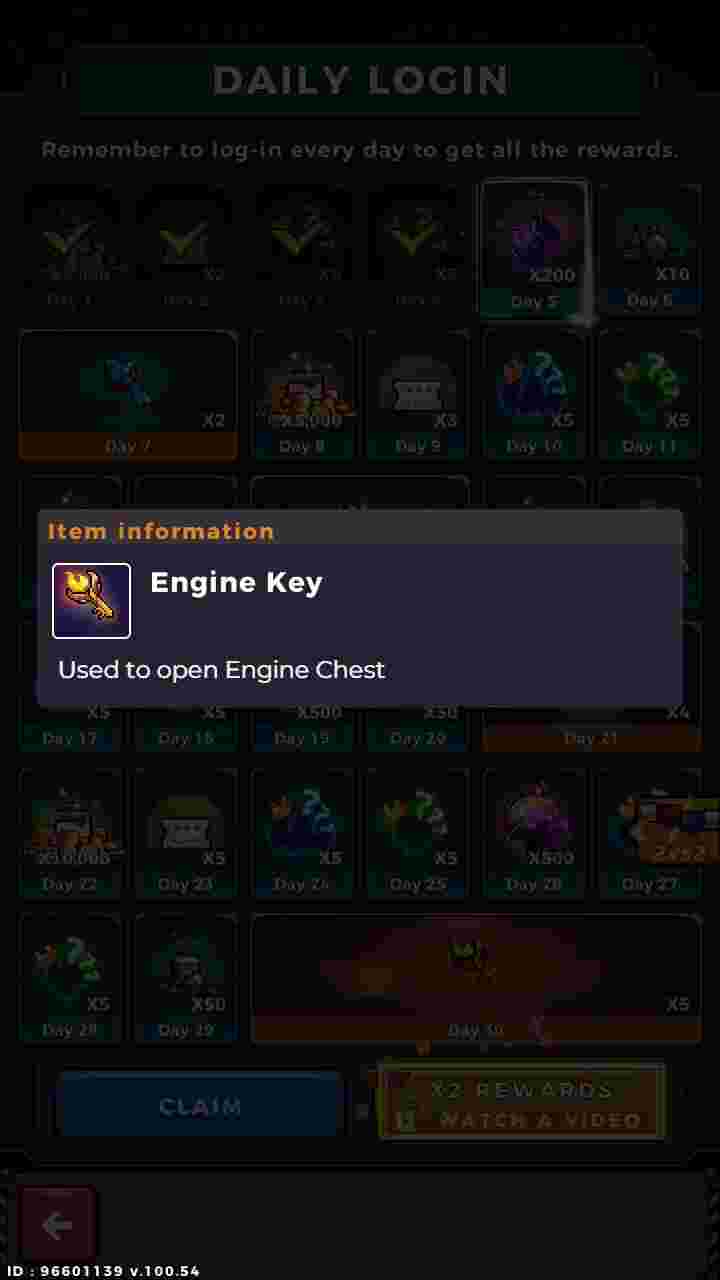 DAILY LOGIN
Remember to log-in every day to get all the rewards.
X200 X10
Day 5 Day 6
X2 X5,000 X3 X5 X5
Day 7 Day 8 Day 9 Day 10 Day 11
Item information
Engine Key
Used to open Engine Chest
X5 X5 X500 X50 X4
Day 17 Day 18 Day 19 Day 20 Day 21
X10,000 X5 X5 X5 X500
Day 22 Day 23 Day 24 Day 25 Day 26 Day 27
X5 X50 X5
Day 28 Day 29 Day 30
CLAIM
X2 REWARDS
WATCH A VIDEO
ID : 96601139 v.100.54